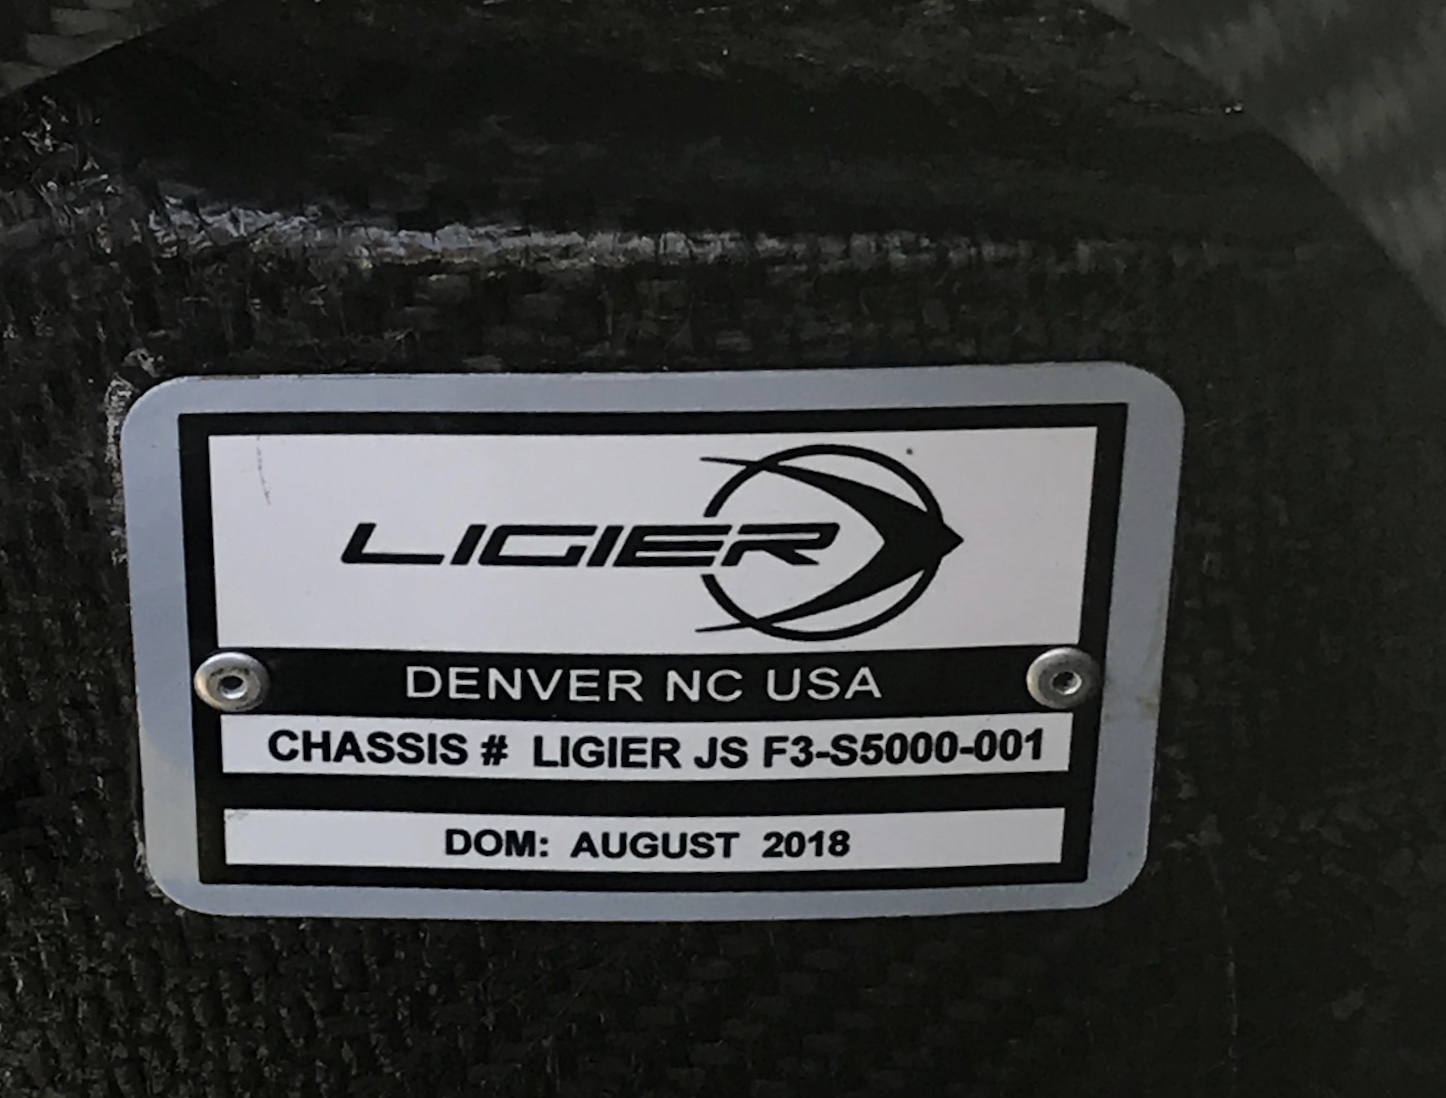 LIGIER
DENVER NC USA
CHASSIS # LIGIER JS F3-S5000-001
DOM: AUGUST 2018